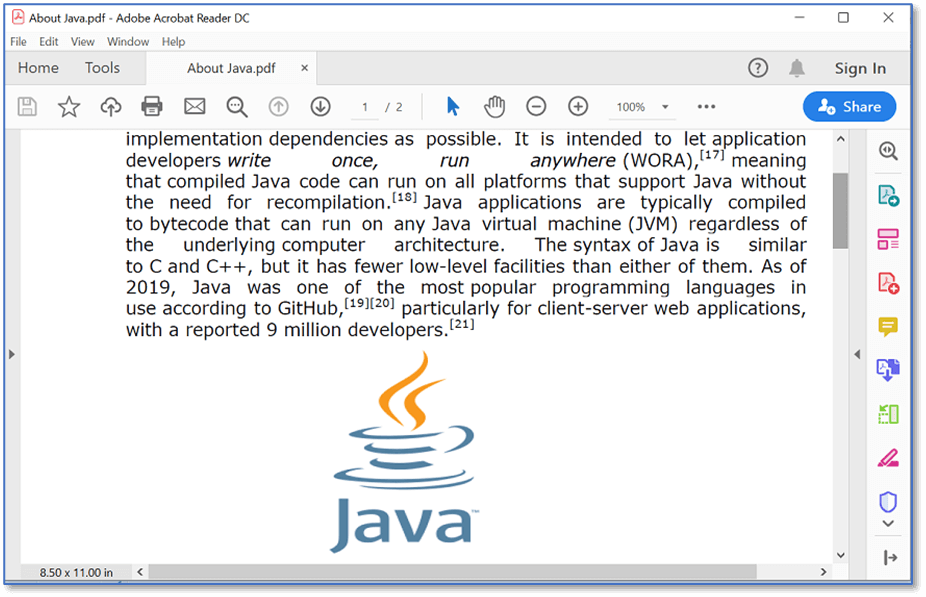 About Java.pdf - Adobe Acrobat Reader DC
File Edit View Window Help
Home Tools About Java.pdf × Sign In
1 / 2 100% Share
implementation dependencies as possible. It is intended to let application
developers write once, run anywhere (WORA),[17] meaning
that compiled Java code can run on all platforms that support Java without
the need for recompilation.[18] Java applications are typically compiled
to bytecode that can run on any Java virtual machine (JVM) regardless of
the underlying computer architecture. The syntax of Java is similar
to C and C++, but it has fewer low-level facilities than either of them. As of
2019, Java was one of the most popular programming languages in
use according to GitHub,[19][20] particularly for client-server web applications,
with a reported 9 million developers.[21]
Java™
8.50 x 11.00 in